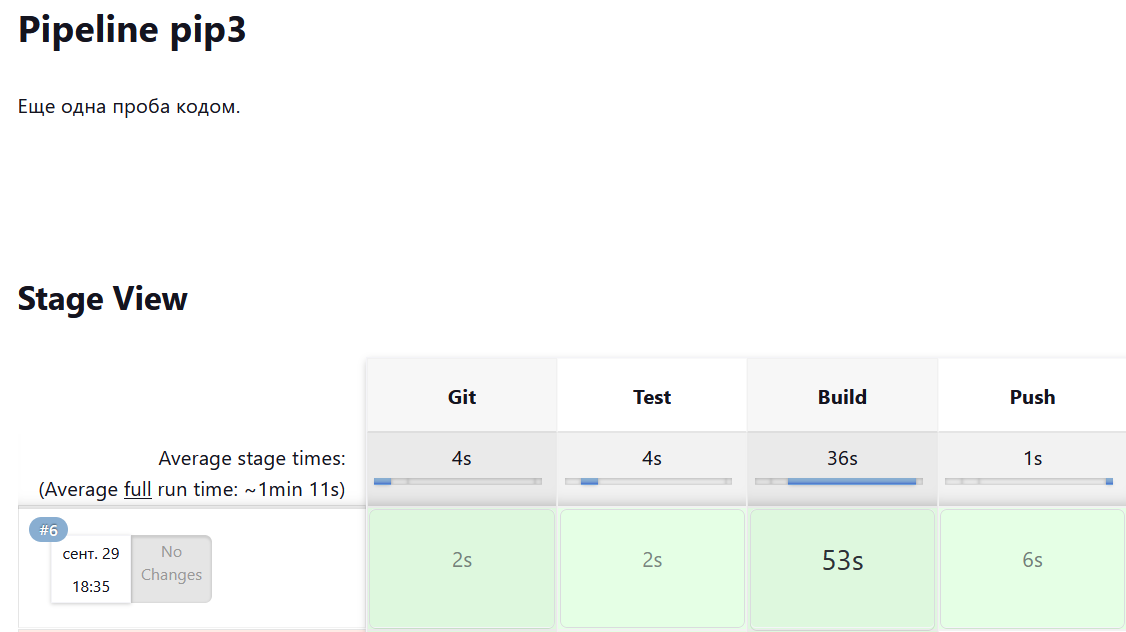 Pipeline pip3
Еще одна проба кодом.
Stage View
Git Test Build Push
Average stage times: 4s 4s 36s 1s
(Average full run time: ~1min 11s)
#6
сент. 29 No
Changes
18:35
2s 2s 53s 6s